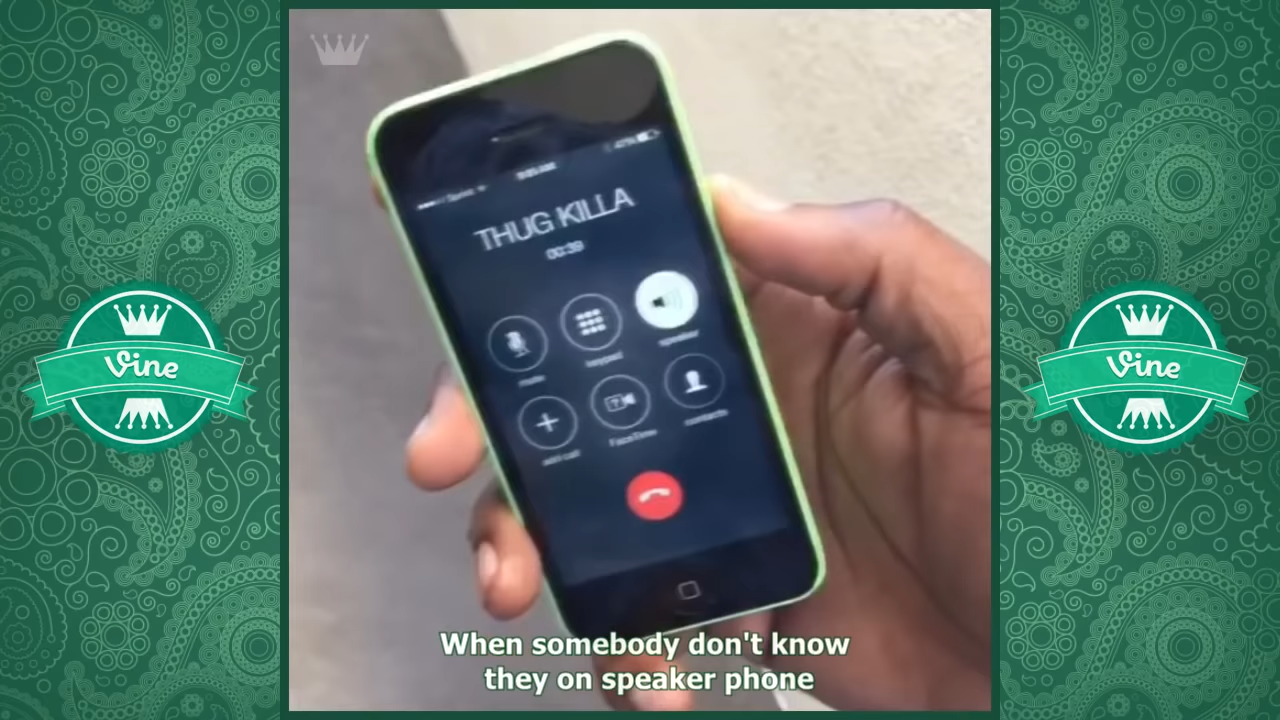 THUG KILLA
00:39
mute
keypad
speaker
add call
FaceTime
contacts
Vine
Vine
When somebody don't know
they on speaker phone